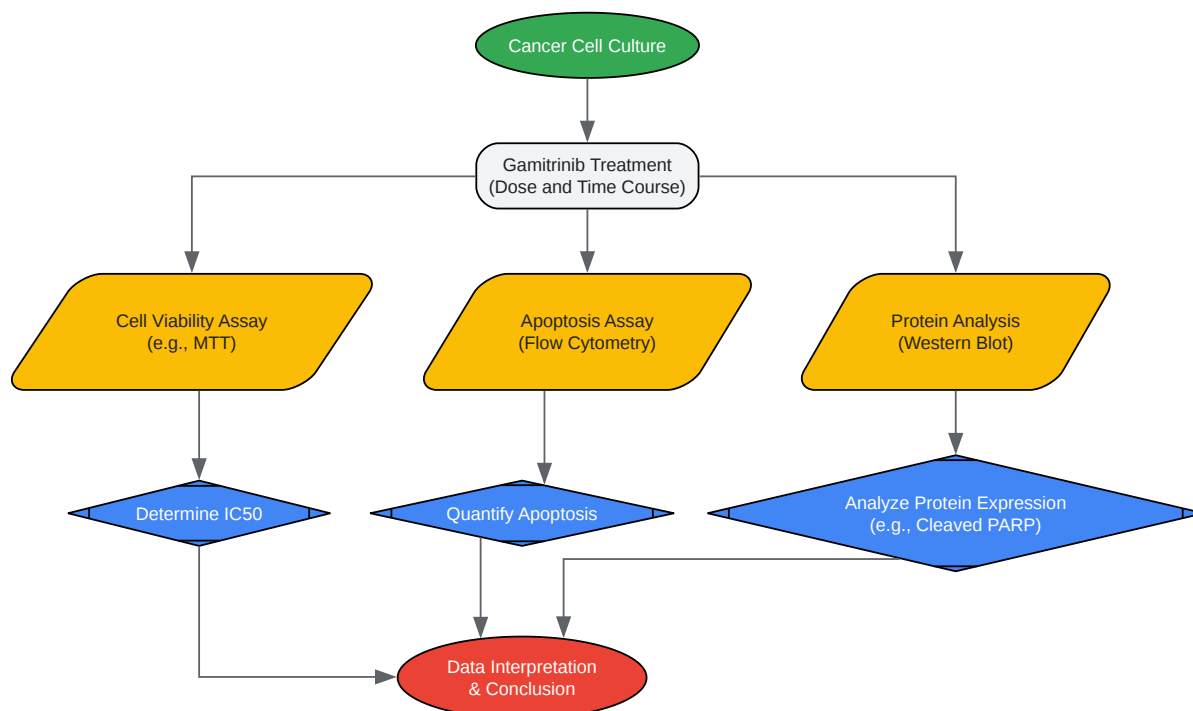 Cancer Cell Culture
Gamitrinib Treatment
(Dose and Time Course)
Cell Viability Assay
(e.g., MTT)
Apoptosis Assay
(Flow Cytometry)
Protein Analysis
(Western Blot)
Determine IC50
Quantify Apoptosis
Analyze Protein Expression
(e.g., Cleaved PARP)
Data Interpretation
& Conclusion